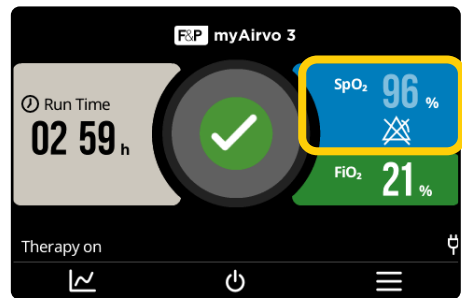 F&P myAirvo 3
Run Time
02 59 h
SpO₂ 96 %
FiO₂ 21 %
Therapy on